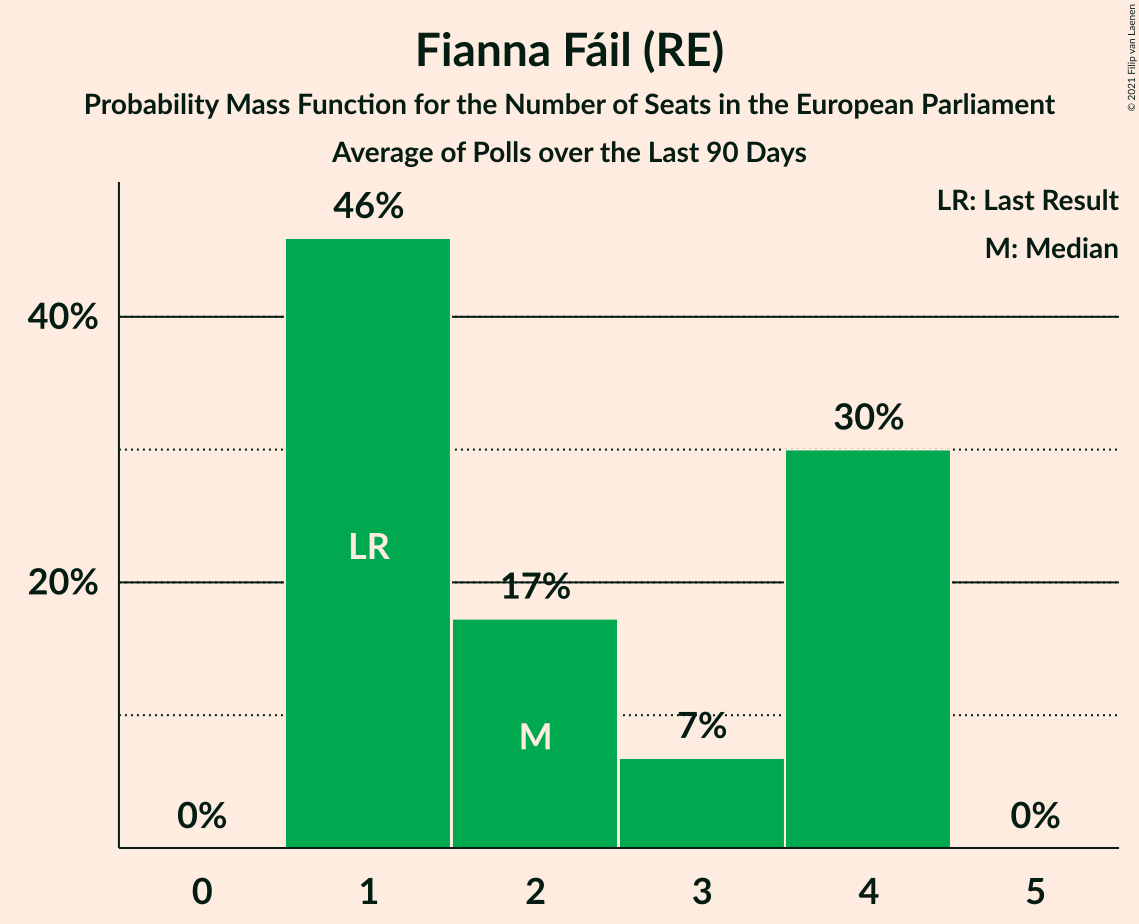 Fianna Fáil (RE)
Probability Mass Function for the Number of Seats in the European Parliament
Average of Polls over the Last 90 Days
© 2021 Filip van Laenen
LR: Last Result
M: Median
46%
40%
30%
LR
20%
17%
M
7%
0%
0%
0 1 2 3 4 5